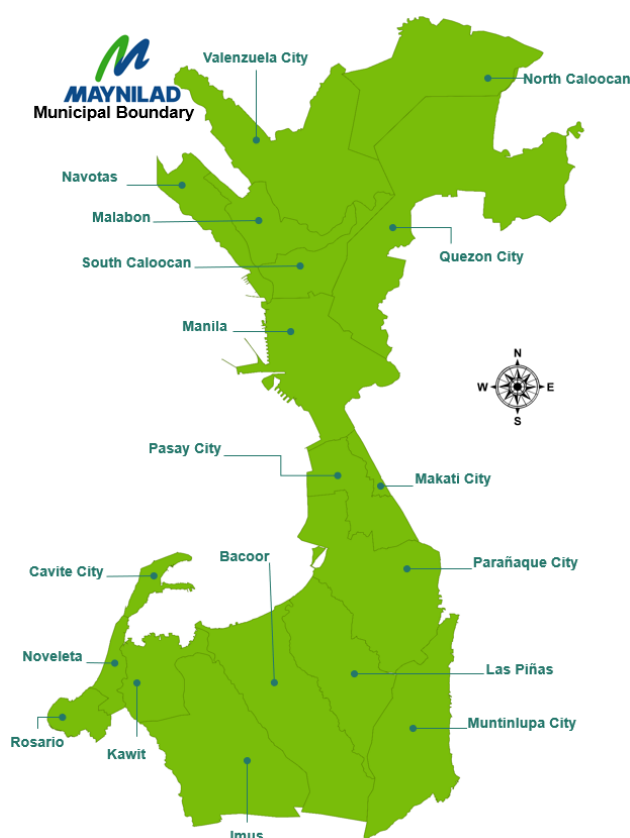 MAYNILAD
Municipal Boundary
Valenzuela City
North Caloocan
Navotas
Malabon
Quezon City
South Caloocan
Manila
N
W
E
S
Pasay City
Makati City
Bacoor
Parañaque City
Cavite City
Noveleta
Las Piñas
Muntinlupa City
Rosario
Kawit
Imus